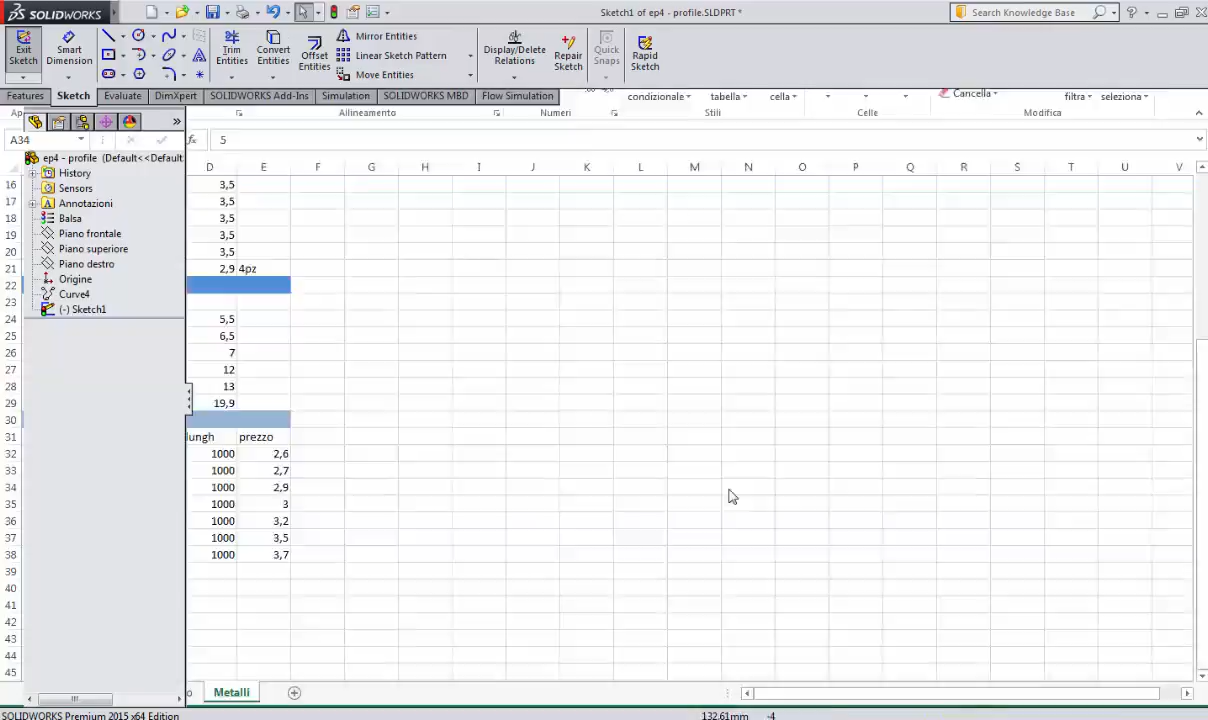 SOLIDWORKS
Sketch1 of ep4 - profile.SLDPRT *
Search Knowledge Base
Exit Sketch
Smart Dimension
Trim Entities
Convert Entities
Offset Entities
Mirror Entities
Linear Sketch Pattern
Move Entities
Display/Delete Relations
Repair Sketch
Quick Snaps
Rapid Sketch
Features Sketch Evaluate DimXpert SOLIDWORKS Add-Ins Simulation SOLIDWORKS MBD Flow Simulation
condizionale tabella cella Cancella filtra seleziona
Ap Allineamento Numeri Stili Celle Modifica
A34 fx 5
ep4 - profile (Default<<Default
History
Sensors
Annotazioni
Balsa
Piano frontale
Piano superiore
Piano destro
Origine
Curve4
(-) Sketch1
D E F G H I J K L M N O P Q R S T U V
16 3,5
17 3,5
18 3,5
19 3,5
20 3,5
21 2,9 4pz
22
23
24 5,5
25 6,5
26 7
27 12
28 13
29 19,9
30
31 lungh prezzo
32 1000 2,6
33 1000 2,7
34 1000 2,9
35 1000 3
36 1000 3,2
37 1000 3,5
38 1000 3,7
39
40
41
42
43
44
45
o Metalli
SOLIDWORKS Premium 2015 x64 Edition 132.61mm -4